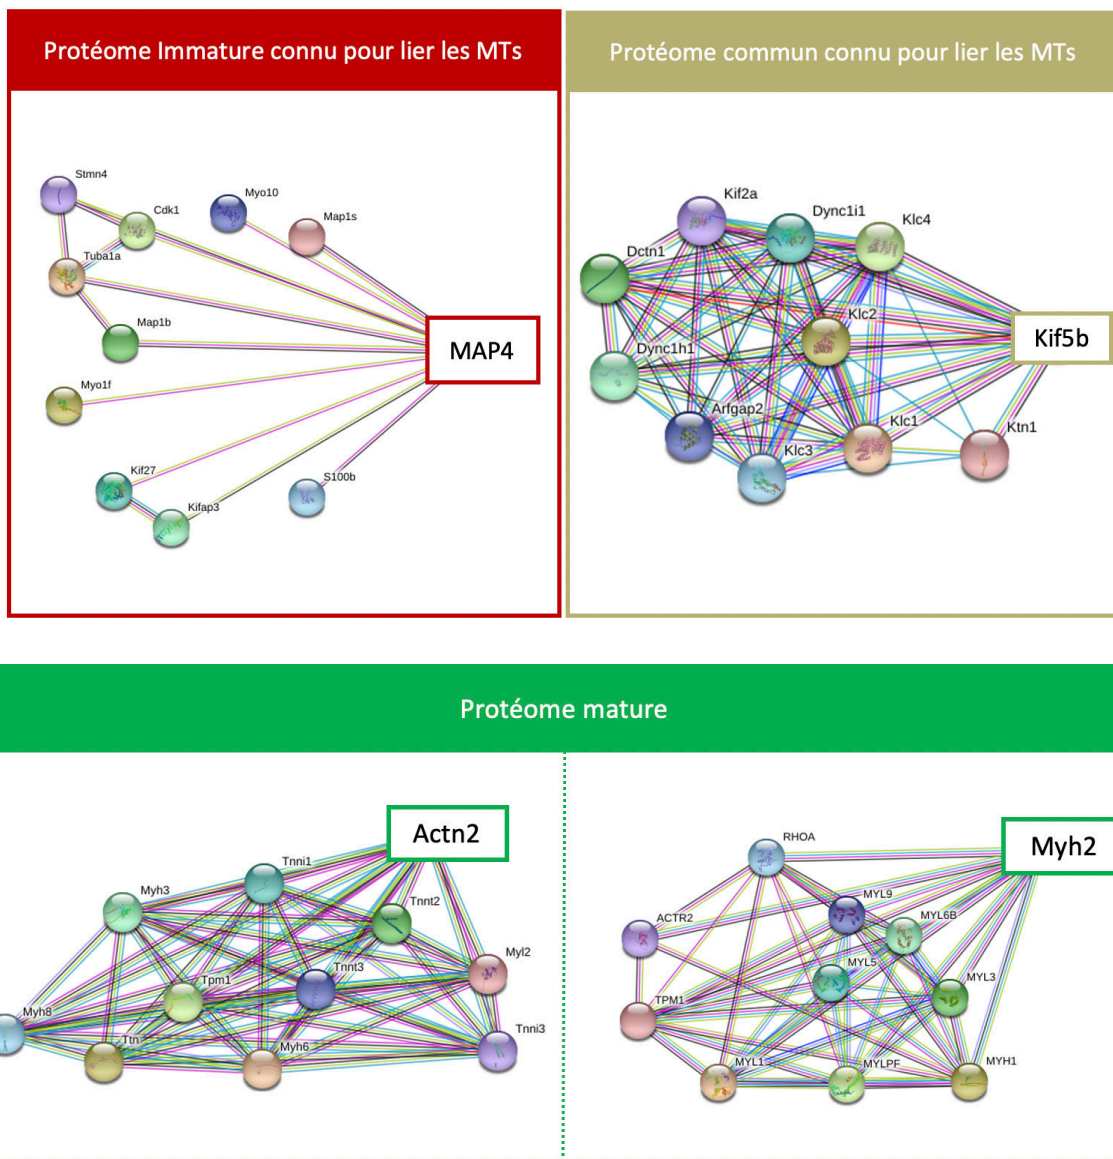 Protéome Immature connu pour lier les MTs
Protéome commun connu pour lier les MTs
Stmn4
Myo10
Cdk1
Map1s
Tuba1a
Map1b
MAP4
Myo1f
Kif27
S100b
Kifap3
Kif2a
Dync1i1
Klc4
Dctn1
Klc2
Kif5b
Dync1h1
Arfgap2
Klc1
Ktn1
Klc3
Protéome mature
Actn2
Tnni1
Myh3
Tnnt2
Myl2
Tnnt3
Tpm1
Myh8
Tnni3
Ttn
Myh6
RHOA
Myh2
MYL9
ACTR2
MYL6B
MYL5
MYL3
TPM1
MYL1
MYLPF
MYH1